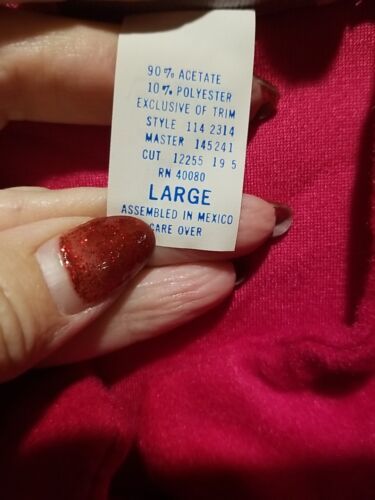 90% ACETATE
10% POLYESTER
EXCLUSIVE OF TRIM
STYLE 114 2314
MASTER 145241
CUT 12255 19 5
RN 40080
LARGE
ASSEMBLED IN MEXICO
CARE OVER